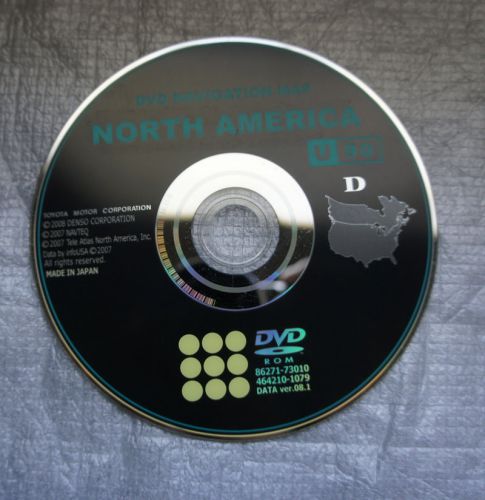 DVD NAVIGATION MAP
NORTH AMERICA
U
D
TOYOTA MOTOR CORPORATION
©2008 DENSO CORPORATION
©2007 NAVTEQ
©2007 Tele Atlas North America, Inc.
Data by infoUSA ©2007
All rights reserved.
MADE IN JAPAN
DVD
ROM
86271-73010
464210-1079
DATA ver.08.1